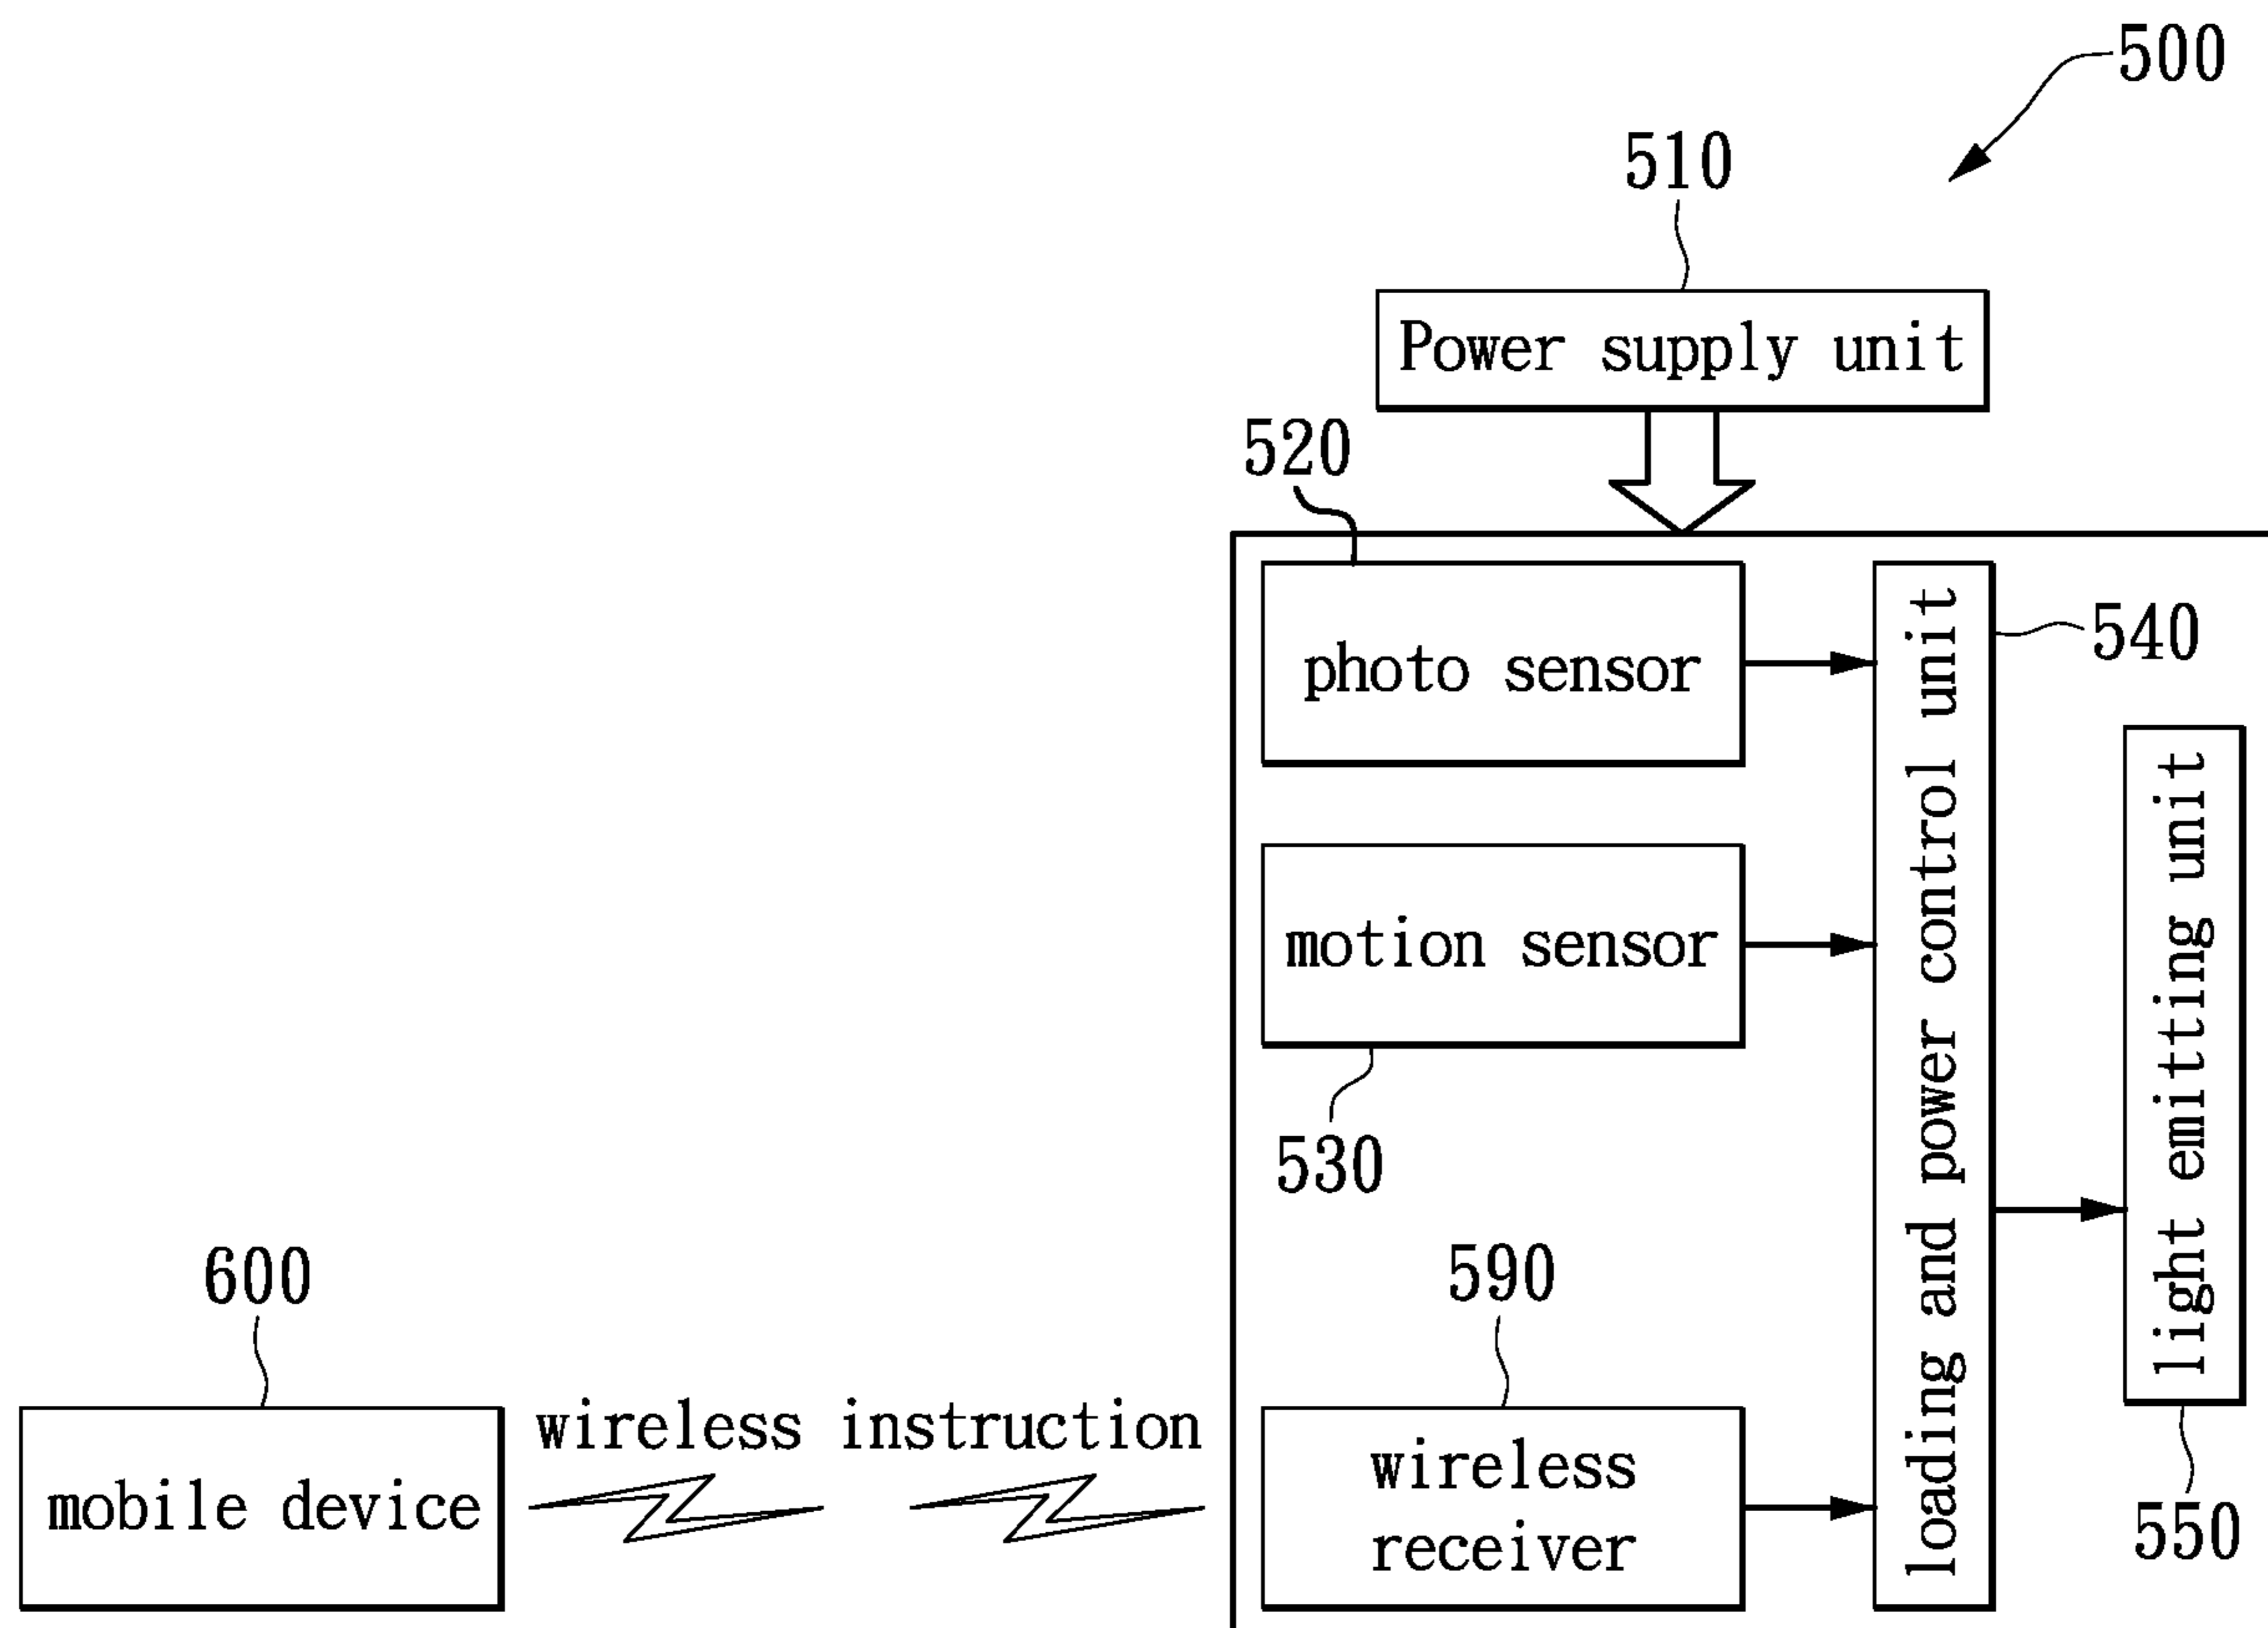 500
510
Power supply unit
520
photo sensor
540
loading and power control unit
light emitting unit
motion sensor
530
600
590
wireless instruction
mobile device
wireless
receiver
550